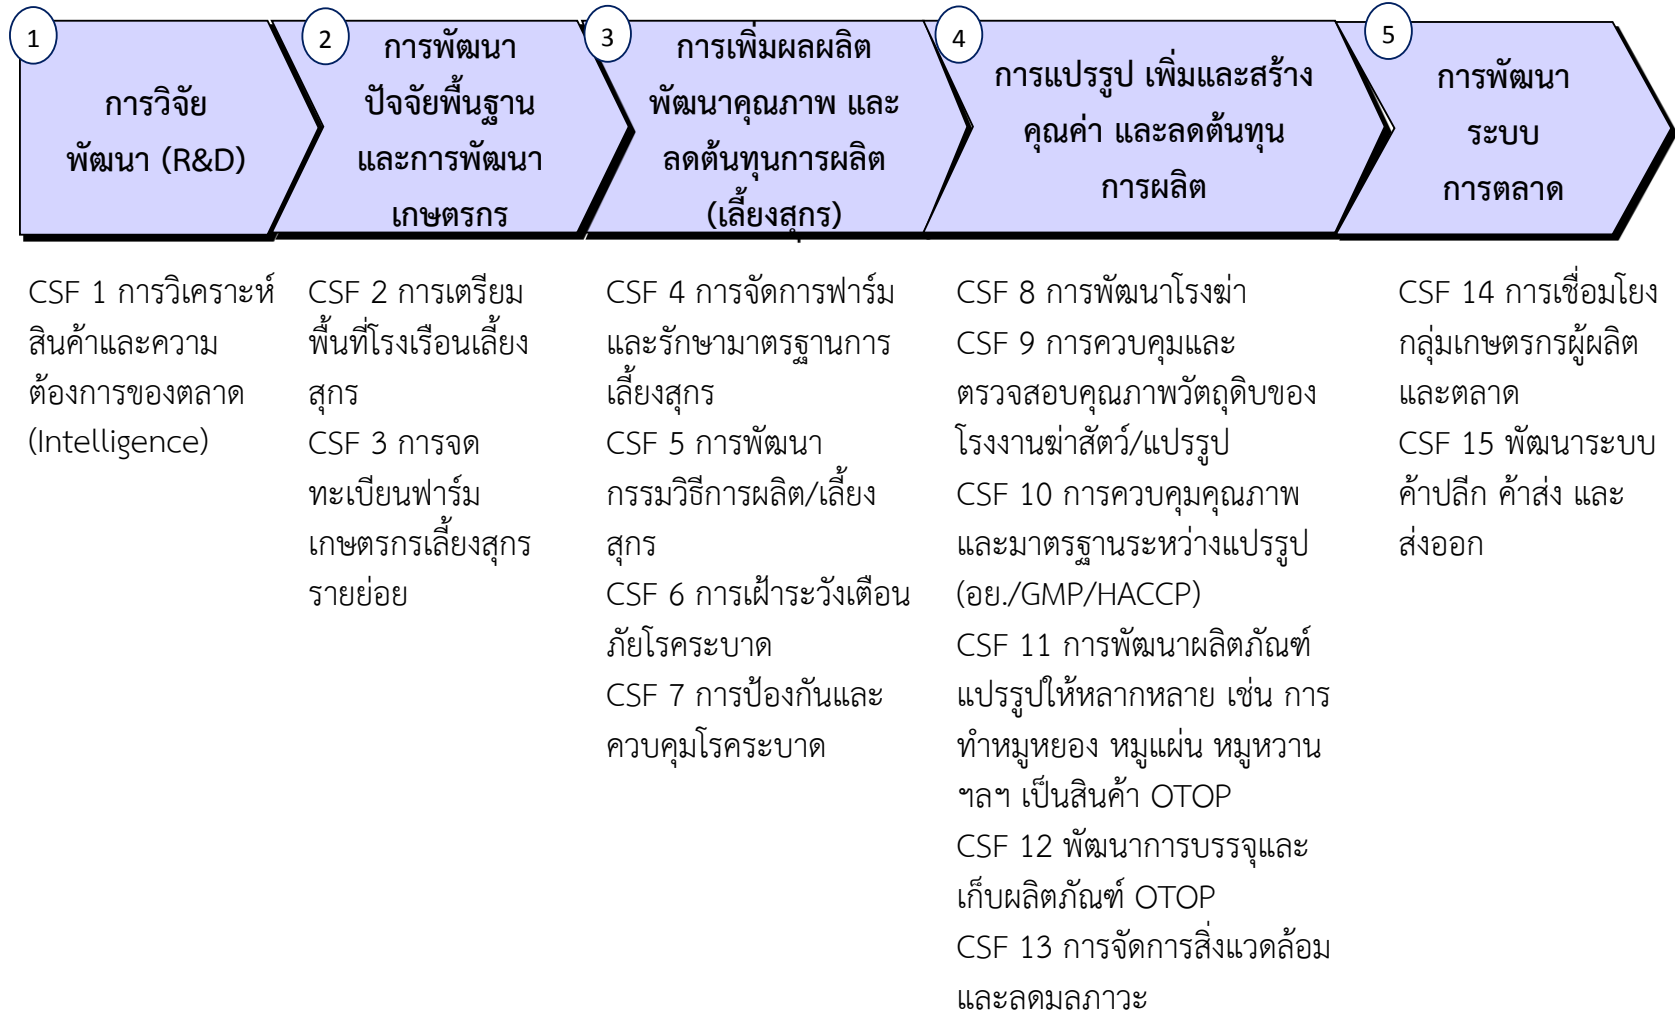 1
การวิจัย
พัฒนา (R&D)
2
การพัฒนา
ปัจจัยพื้นฐาน
และการพัฒนา
เกษตรกร
3
การเพิ่มผลผลิต
พัฒนาคุณภาพ และ
ลดต้นทุนการผลิต
(เลี้ยงสุกร)
4
การแปรรูป เพิ่มและสร้าง
คุณค่า และลดต้นทุน
การผลิต
5
การพัฒนา
ระบบ
การตลาด
CSF 1 การวิเคราะห์
สินค้าและความ
ต้องการของตลาด
(Intelligence)
CSF 2 การเตรียม
พื้นที่โรงเรือนเลี้ยง
สุกร
CSF 3 การจด
ทะเบียนฟาร์ม
เกษตรกรเลี้ยงสุกร
รายย่อย
CSF 4 การจัดการฟาร์ม
และรักษามาตรฐานการ
เลี้ยงสุกร
CSF 5 การพัฒนา
กรรมวิธีการผลิต/เลี้ยง
สุกร
CSF 6 การเฝ้าระวังเตือน
ภัยโรคระบาด
CSF 7 การป้องกันและ
ควบคุมโรคระบาด
CSF 8 การพัฒนาโรงฆ่า
CSF 9 การควบคุมและ
ตรวจสอบคุณภาพวัตถุดิบของ
โรงงานฆ่าสัตว์/แปรรูป
CSF 10 การควบคุมคุณภาพ
และมาตรฐานระหว่างแปรรูป
(อย./GMP/HACCP)
CSF 11 การพัฒนาผลิตภัณฑ์
แปรรูปให้หลากหลาย เช่น การ
ทำหมูหยอง หมูแผ่น หมูหวาน
ฯลฯ เป็นสินค้า OTOP
CSF 12 พัฒนาการบรรจุและ
เก็บผลิตภัณฑ์ OTOP
CSF 13 การจัดการสิ่งแวดล้อม
และลดมลภาวะ
CSF 14 การเชื่อมโยง
กลุ่มเกษตรกรผู้ผลิต
และตลาด
CSF 15 พัฒนาระบบ
ค้าปลีก ค้าส่ง และ
ส่งออก